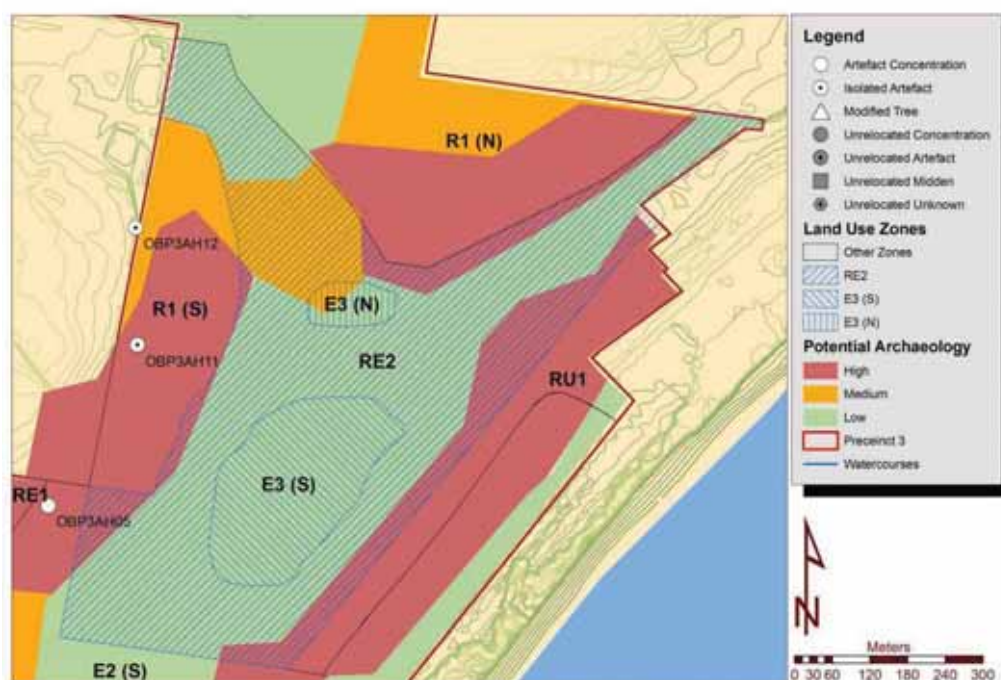 R1 (N)
OBP3AH12
R1 (S)
E3 (N)
OBP3AH11
RE2
RU1
E3 (S)
RE1
OBP3AH05
E2 (S)
Legend
Artefact Concentration
Isolated Artefact
Modified Tree
Unrelocated Concentration
Unrelocated Artefact
Unrelocated Midden
Unrelocated Unknown
Land Use Zones
Other Zones
RE2
E3 (S)
E3 (N)
Potential Archaeology
High
Medium
Low
Preceinct 3
Watercourses
N
Meters
0 30 60 120 180 240 300